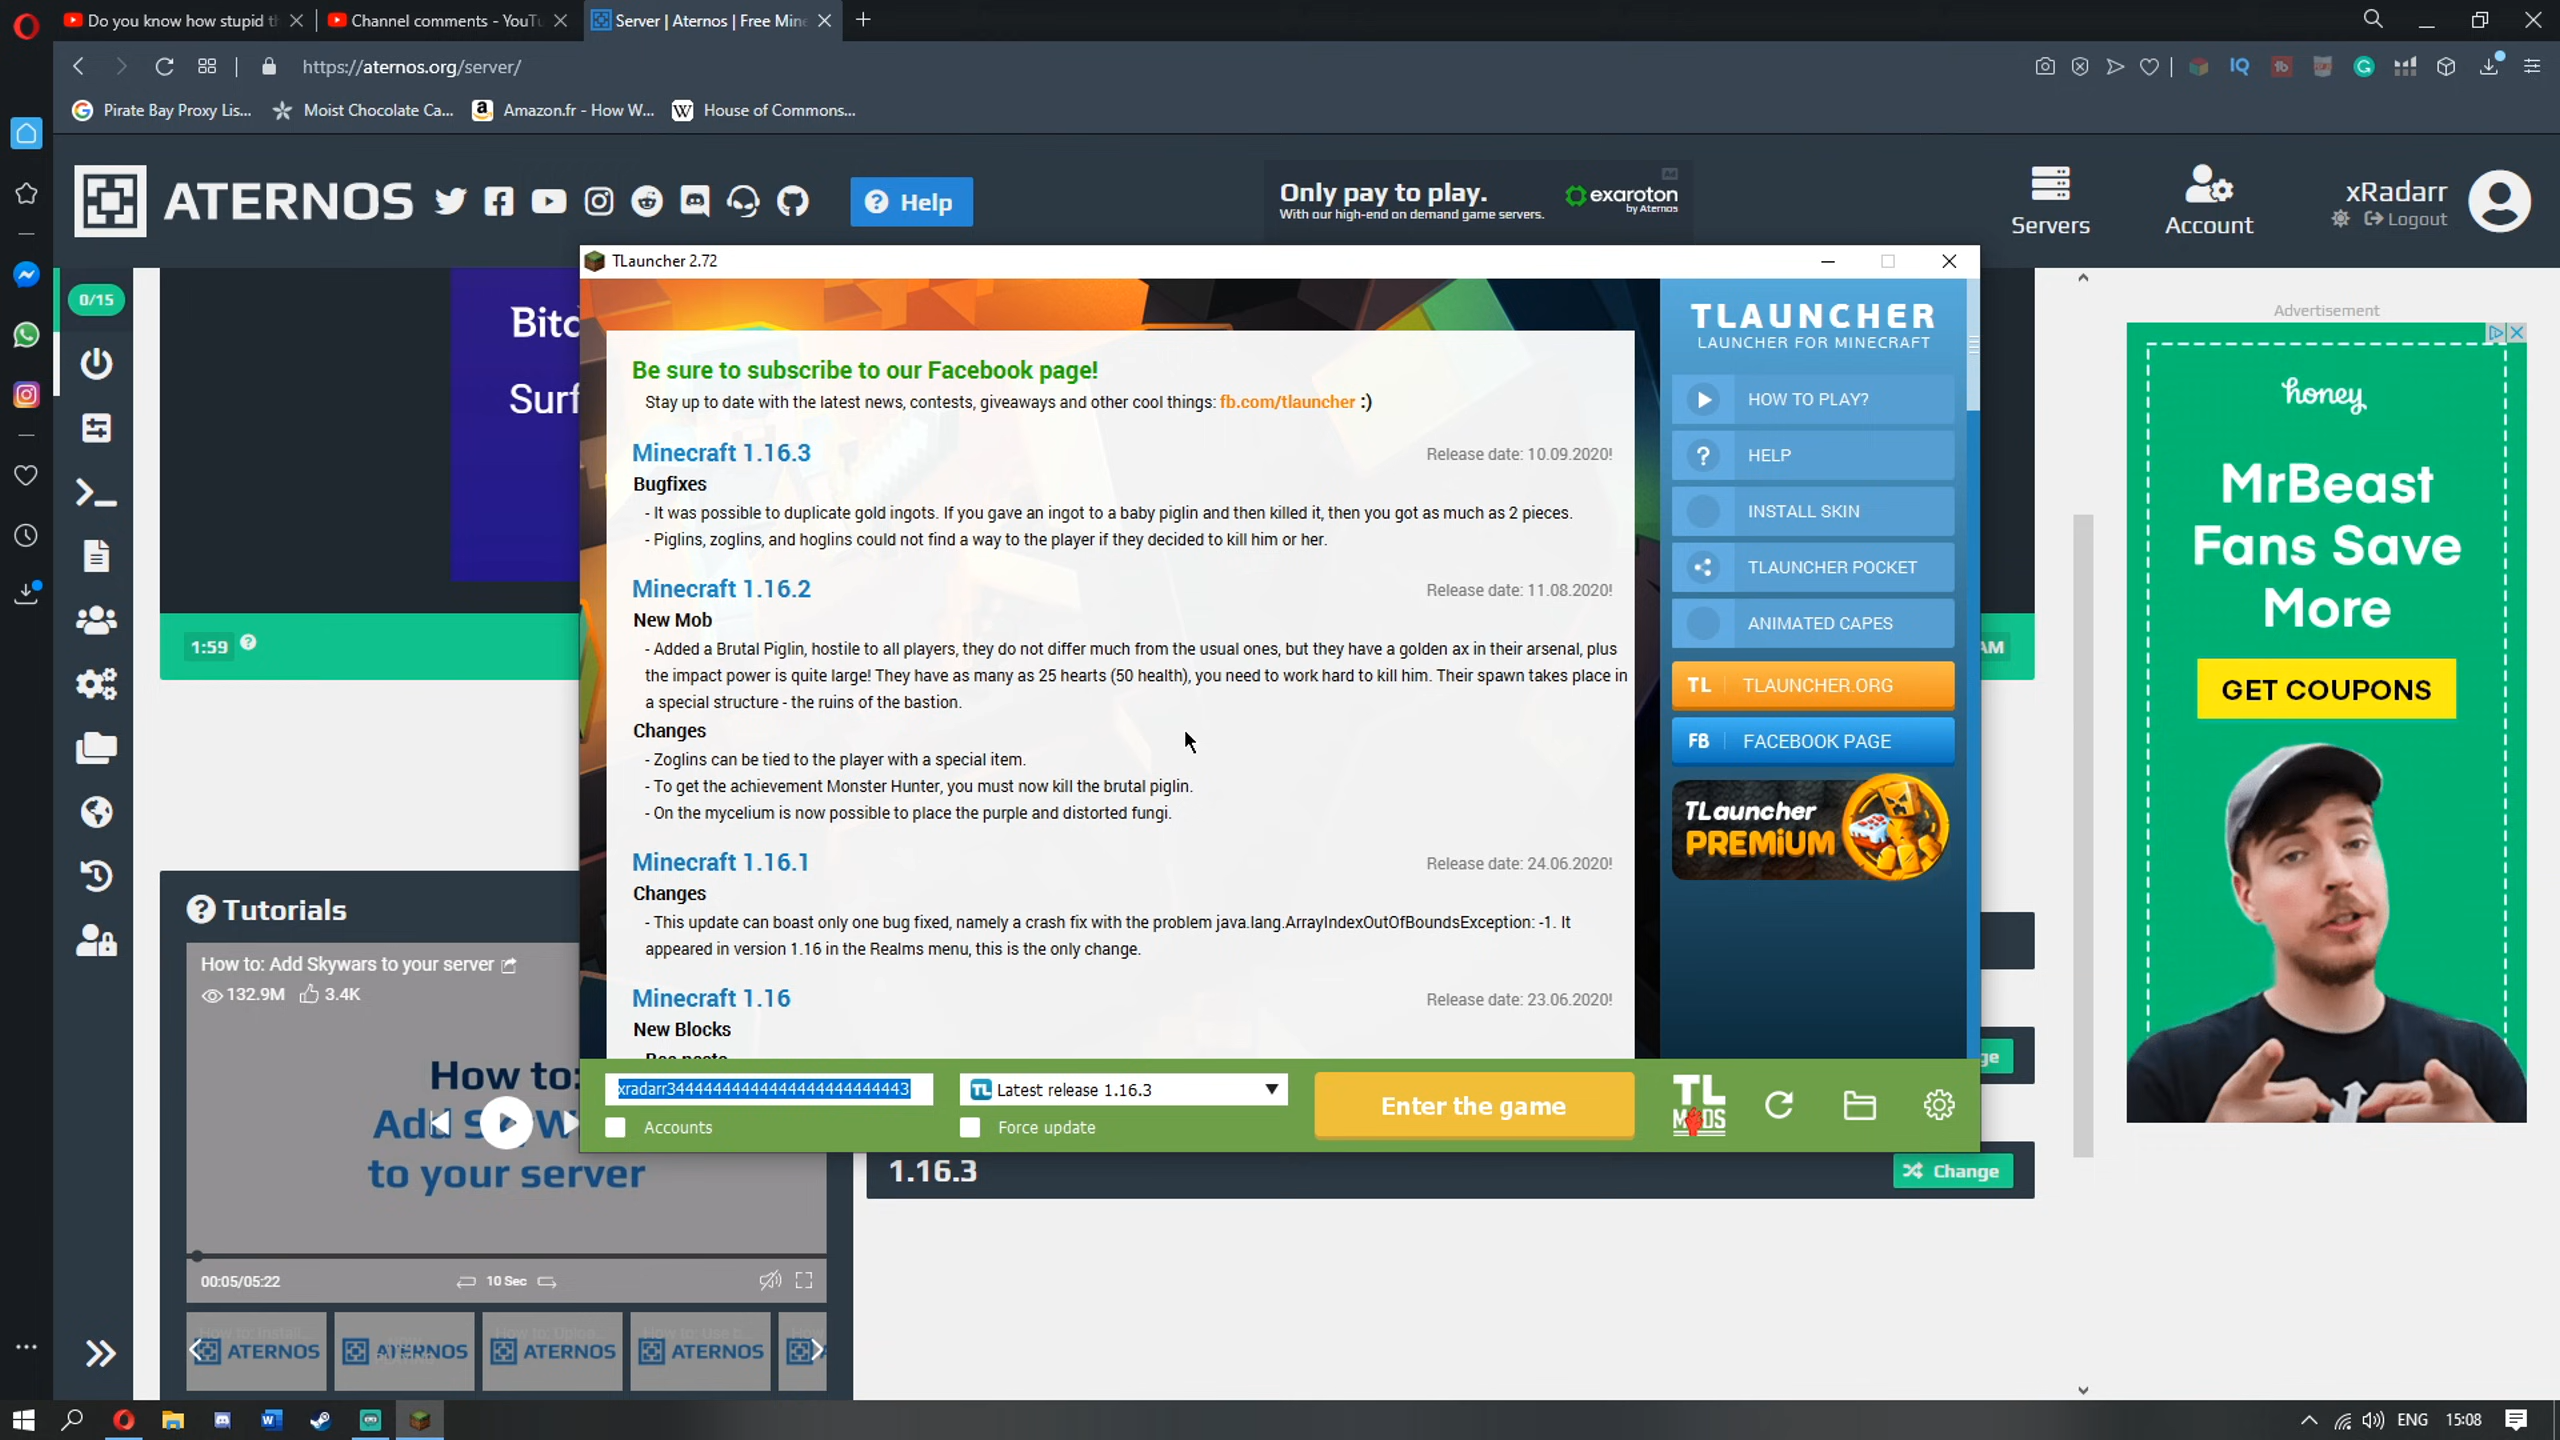 Do you know how stupid t
Channel comments - YouTu
Server | Aternos | Free Mine
https://aternos.org/server/
Pirate Bay Proxy Lis...
Moist Chocolate Ca...
Amazon.fr - How W...
House of Commons...
ATERNOS
Help
Only pay to play.
With our high-end on demand game servers.
exaroton
by Aternos
Ad
Servers
Account
xRadarr
Logout
0/15
Bitd
Surf
1:59
AM
TLauncher 2.72
Be sure to subscribe to our Facebook page!
Stay up to date with the latest news, contests, giveaways and other cool things: fb.com/tlauncher :)
Minecraft 1.16.3
Release date: 10.09.2020!
Bugfixes
- It was possible to duplicate gold ingots. If you gave an ingot to a baby piglin and then killed it, then you got as much as 2 pieces.
- Piglins, zoglins, and hoglins could not find a way to the player if they decided to kill him or her.
Minecraft 1.16.2
Release date: 11.08.2020!
New Mob
- Added a Brutal Piglin, hostile to all players, they do not differ much from the usual ones, but they have a golden ax in their arsenal, plus
the impact power is quite large! They have as many as 25 hearts (50 health), you need to work hard to kill him. Their spawn takes place in
a special structure - the ruins of the bastion.
Changes
- Zoglins can be tied to the player with a special item.
- To get the achievement Monster Hunter, you must now kill the brutal piglin.
- On the mycelium is now possible to place the purple and distorted fungi.
Minecraft 1.16.1
Release date: 24.06.2020!
Changes
- This update can boast only one bug fixed, namely a crash fix with the problem java.lang.ArrayIndexOutOfBoundsException: -1. It
appeared in version 1.16 in the Realms menu, this is the only change.
Minecraft 1.16
Release date: 23.06.2020!
New Blocks
TLAUNCHER
LAUNCHER FOR MINECRAFT
HOW TO PLAY?
HELP
INSTALL SKIN
TLAUNCHER POCKET
ANIMATED CAPES
TL TLAUNCHER.ORG
FB FACEBOOK PAGE
TLauncher
PREMiUM
Accounts
Latest release 1.16.3
Force update
Enter the game
TL
MODS
ge
1.16.3
Change
Tutorials
How to: Add Skywars to your server
132.9M
3.4K
How to:
Add SkyW
to your server
00:05/05:22
10 Sec
ATERNOS
ATERNOS
ATERNOS
ATERNOS
Advertisement
honey
MrBeast
Fans Save
More
GET COUPONS
ENG
15:08